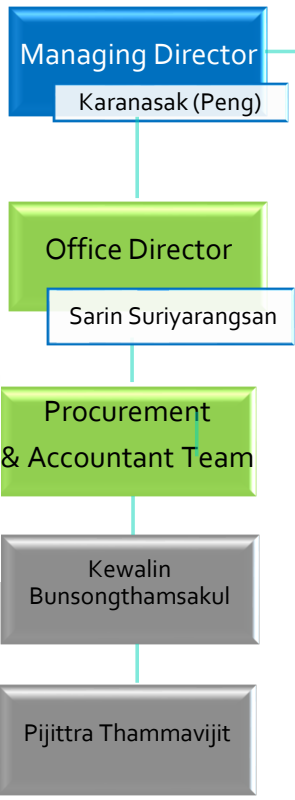 Managing Director
Karanasak (Peng)
Office Director
Sarin Suriyarangsan
Procurement
& Accountant Team
Kewalin
Bunsongthamsakul
Pijittra Thammavijit